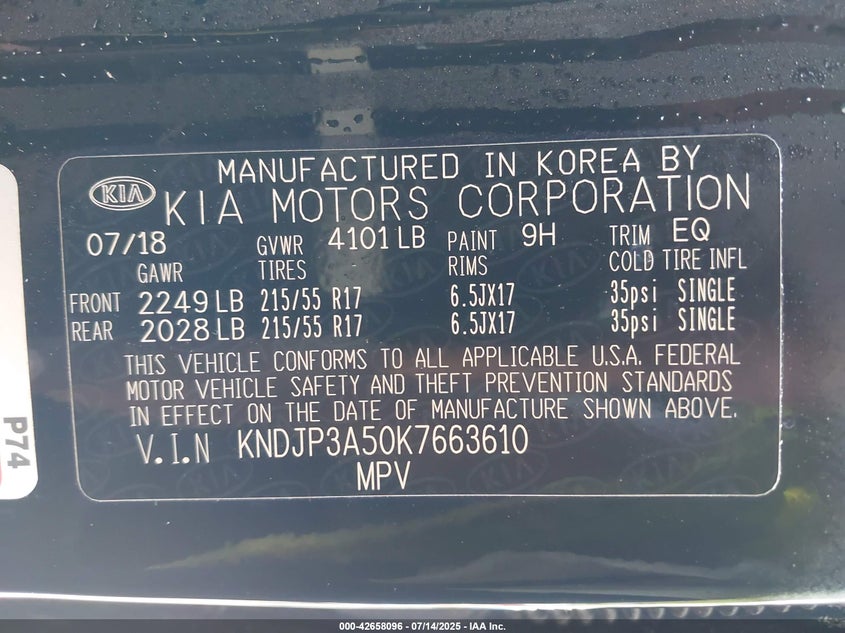 MANUFACTURED IN KOREA BY
KIA KIA MOTORS CORPORATION
07/18 GVWR 4101 LB PAINT 9H TRIM EQ
GAWR TIRES RIMS COLD TIRE INFL
FRONT 2249 LB 215/55 R17 6.5JX17 35psi SINGLE
REAR 2028 LB 215/55 R17 6.5JX17 35psi SINGLE
THIS VEHICLE CONFORMS TO ALL APPLICABLE U.S.A. FEDERAL
MOTOR VEHICLE SAFETY AND THEFT PREVENTION STANDARDS
IN EFFECT ON THE DATE OF MANUFACTURE SHOWN ABOVE.
V.I.N KNDJP3A50K7663610
MPV
P74
000-42658096 - 07/14/2025 - IAA Inc.